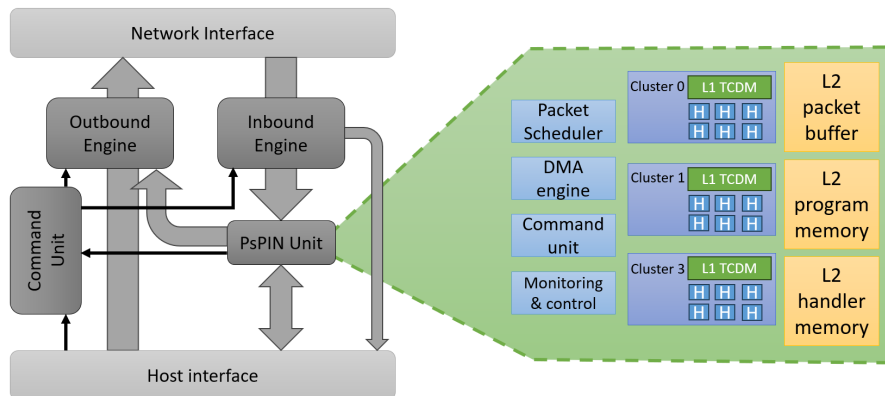 Network Interface
Outbound
Engine
Inbound
Engine
Command
Unit
PsPIN Unit
Host interface
Packet
Scheduler
DMA
engine
Command
unit
Monitoring
& control
Cluster 0
L1 TCDM
H H H
H H H
Cluster 1
L1 TCDM
H H H
H H H
Cluster 3
L1 TCDM
H H H
H H H
L2
packet
buffer
L2
program
memory
L2
handler
memory